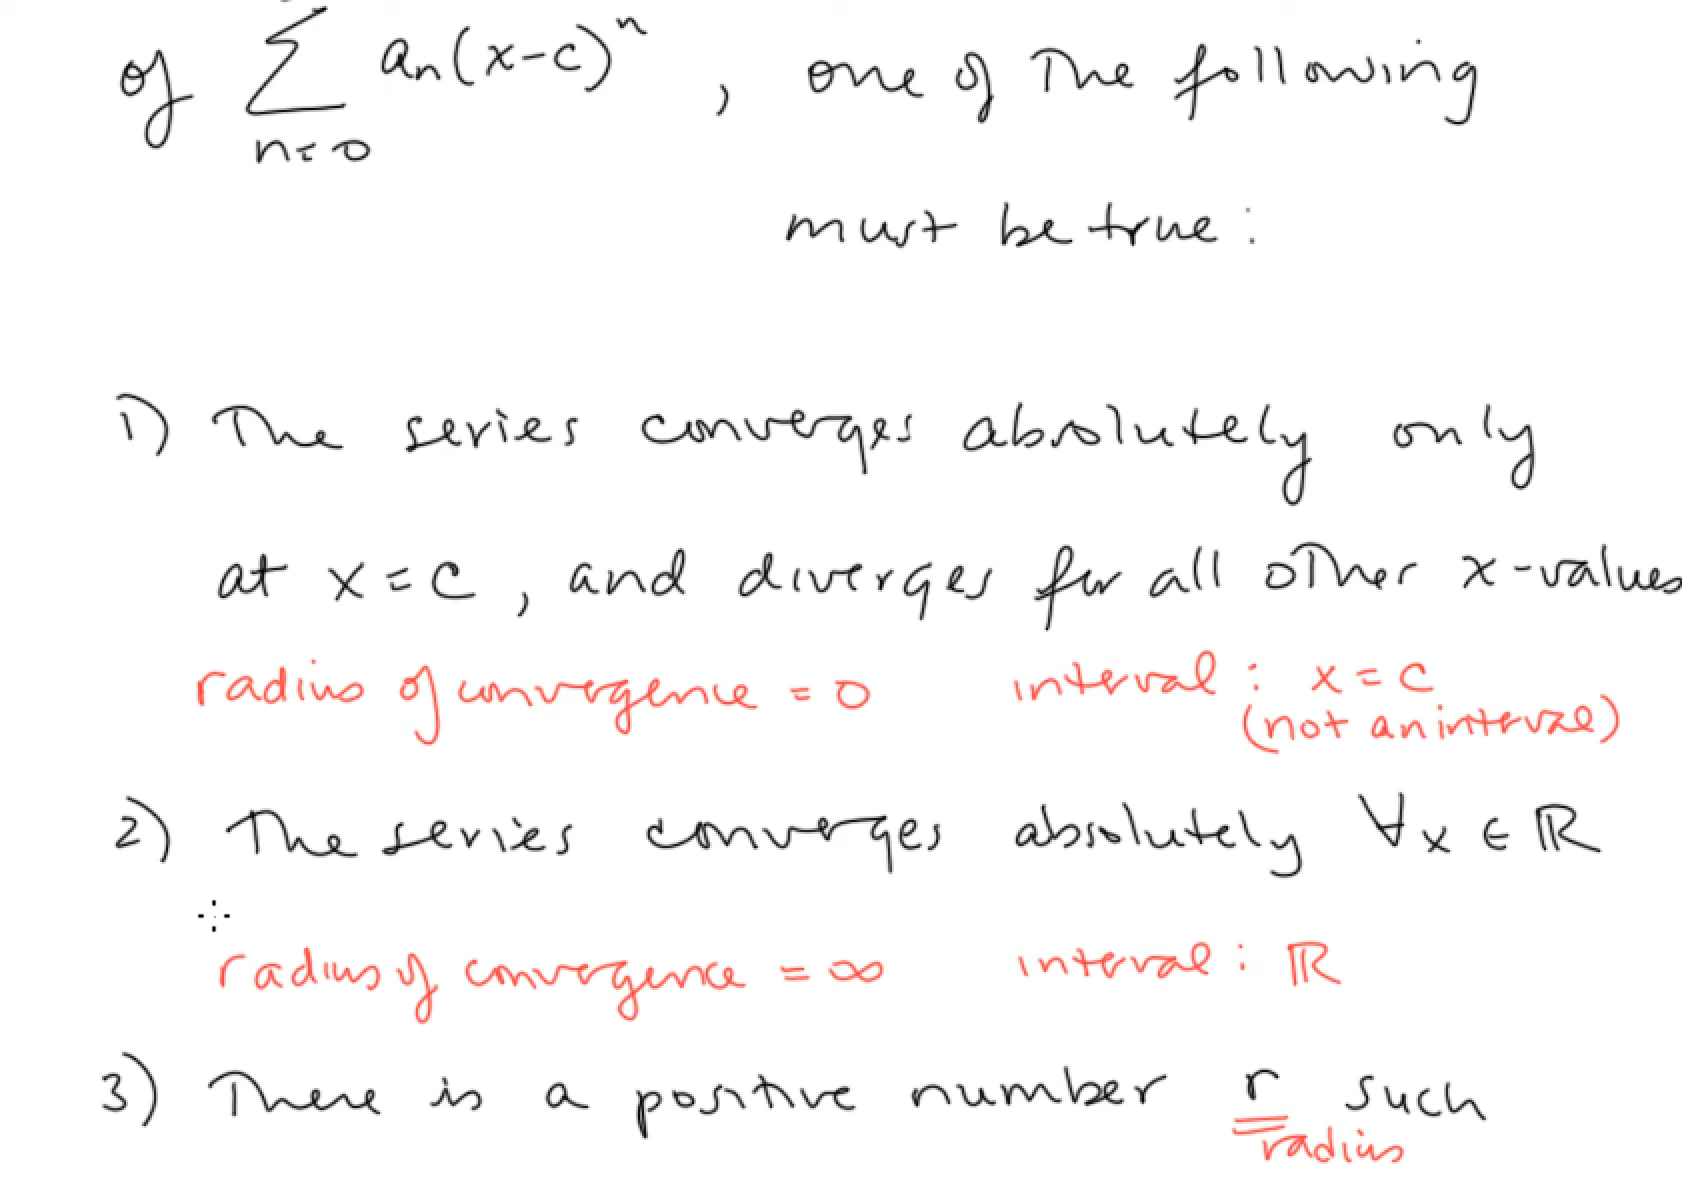 of ∑ n=0 an(x-c)^n , one of the following
must be true:
1) The series converges absolutely only
at x = c , and diverges for all other x-values
radius of convergence = 0 interval : x = c
(not an interval)
2) The series converges absolutely ∀x ∈ ℝ
radius of convergence = ∞ interval : ℝ
3) There is a positive number r such
radius